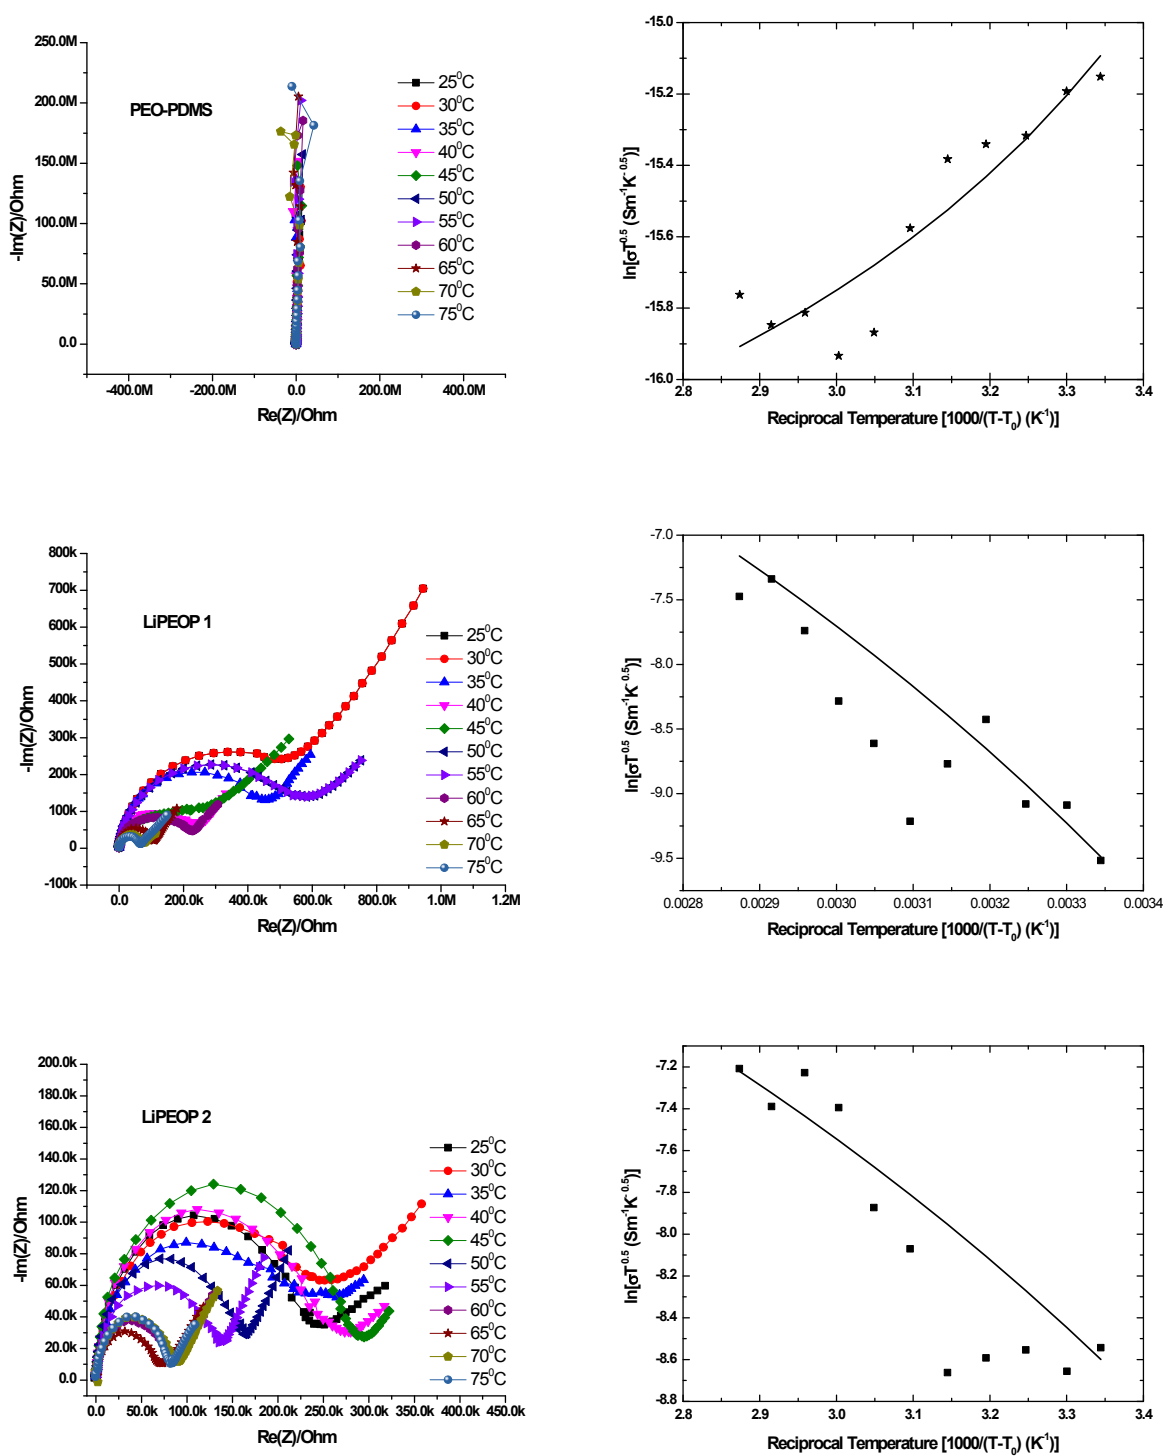 250.0M
200.0M
150.0M
100.0M
50.0M
0.0
-400.0M -200.0M 0.0 200.0M 400.0M
-Im(Z)/Ohm
Re(Z)/Ohm
PEO-PDMS
25⁰C
30⁰C
35⁰C
40⁰C
45⁰C
50⁰C
55⁰C
60⁰C
65⁰C
70⁰C
75⁰C
-15.0
-15.2
-15.4
-15.6
-15.8
-16.0
2.8 2.9 3.0 3.1 3.2 3.3 3.4
ln[σT^0.5 (Sm^-1K^-0.5)]
Reciprocal Temperature [1000/(T-T₀) (K^-1)]
800k
700k
600k
500k
400k
300k
200k
100k
0
-100k
0.0 200.0k 400.0k 600.0k 800.0k 1.0M 1.2M
-Im(Z)/Ohm
Re(Z)/Ohm
LiPEOP 1
25⁰C
30⁰C
35⁰C
40⁰C
45⁰C
50⁰C
55⁰C
60⁰C
65⁰C
70⁰C
75⁰C
-7.0
-7.5
-8.0
-8.5
-9.0
-9.5
0.0028 0.0029 0.0030 0.0031 0.0032 0.0033 0.0034
ln[σT^0.5 (Sm^-1K^-0.5)]
Reciprocal Temperature [1000/(T-T₀) (K^-1)]
200.0k
180.0k
160.0k
140.0k
120.0k
100.0k
80.0k
60.0k
40.0k
20.0k
0.0
0.0 50.0k 100.0k 150.0k 200.0k 250.0k 300.0k 350.0k 400.0k 450.0k
-Im(Z)/Ohm
Re(Z)/Ohm
LiPEOP 2
25⁰C
30⁰C
35⁰C
40⁰C
45⁰C
50⁰C
55⁰C
60⁰C
65⁰C
70⁰C
75⁰C
-7.2
-7.4
-7.6
-7.8
-8.0
-8.2
-8.4
-8.6
-8.8
2.8 2.9 3.0 3.1 3.2 3.3 3.4
ln[σT^0.5 (Sm^-1K^-0.5)]
Reciprocal Temperature [1000/(T-T₀) (K^-1)]